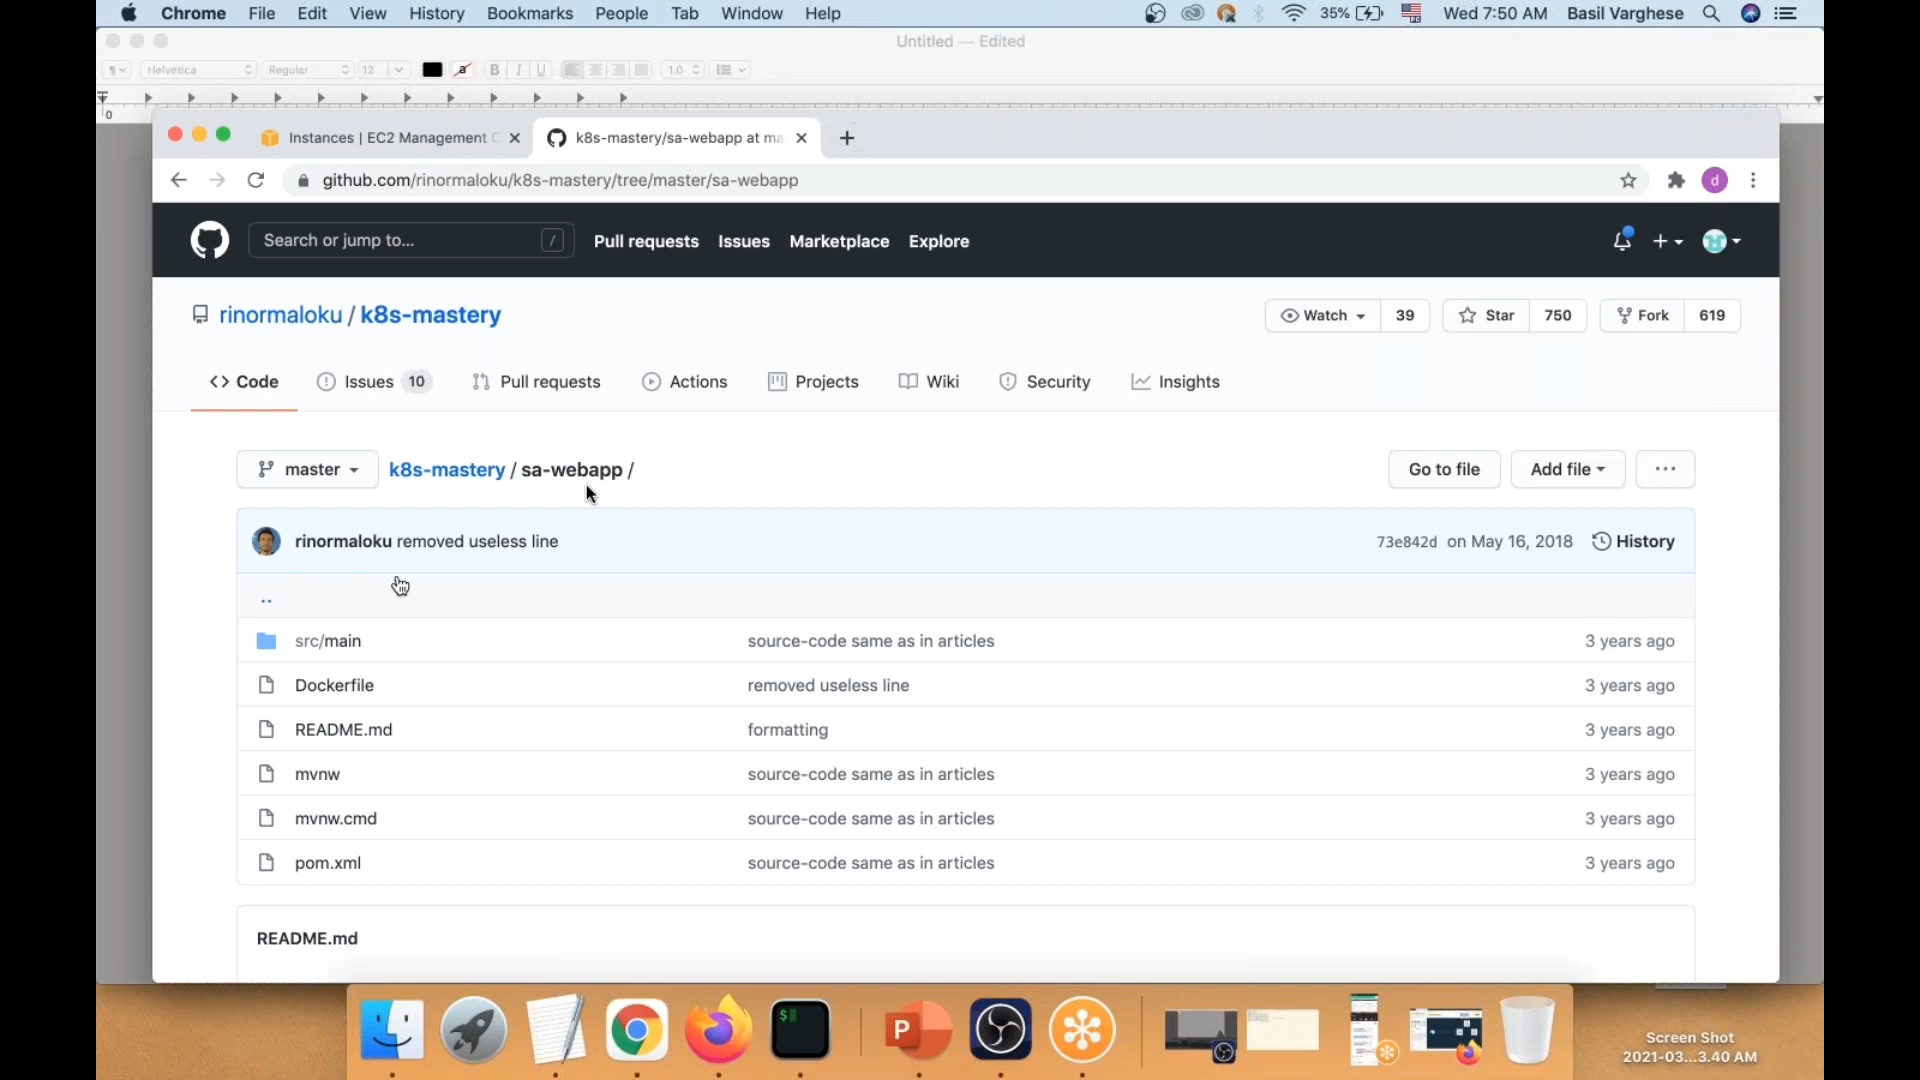 Chrome File Edit View History Bookmarks People Tab Window Help 35% Wed 7:50 AM Basil Varghese
Untitled — Edited
Helvetica Regular 12 a B I U 1.0
0
Instances | EC2 Management C k8s-mastery/sa-webapp at ma
github.com/rinormaloku/k8s-mastery/tree/master/sa-webapp d
Search or jump to... / Pull requests Issues Marketplace Explore
rinormaloku / k8s-mastery Watch 39 Star 750 Fork 619
Code Issues 10 Pull requests Actions Projects Wiki Security Insights
master k8s-mastery / sa-webapp / Go to file Add file ...
rinormaloku removed useless line 73e842d on May 16, 2018 History
..
src/main source-code same as in articles 3 years ago
Dockerfile removed useless line 3 years ago
README.md formatting 3 years ago
mvnw source-code same as in articles 3 years ago
mvnw.cmd source-code same as in articles 3 years ago
pom.xml source-code same as in articles 3 years ago
README.md
$ P
Screen Shot
2021-03...3.40 AM